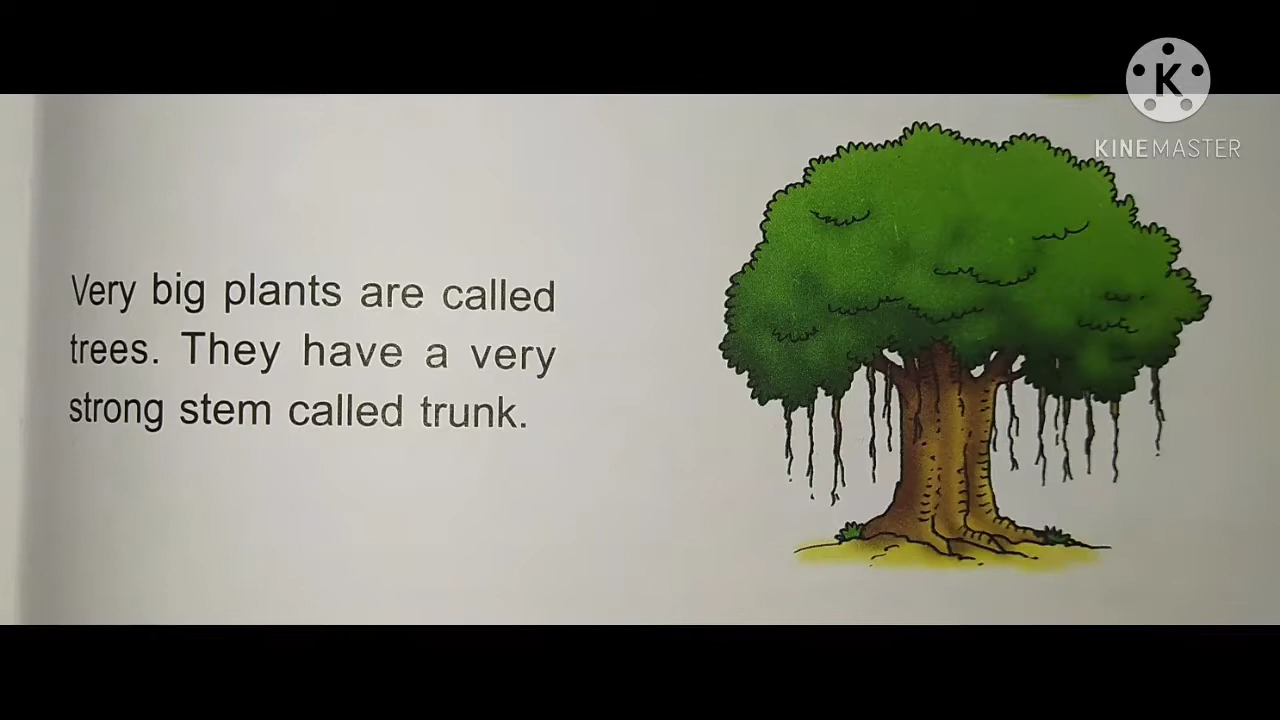 K
KINEMASTER
Very big plants are called
trees. They have a very
strong stem called trunk.